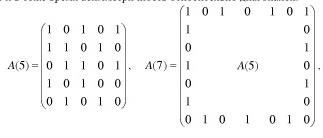 1 0 1 0 1 0 1
1 0 1 0 1 1 0
1 1 0 1 0 0 1
A(5) = 0 1 1 0 1 , A(7) = 1 A(5) 0 ,
1 0 1 0 0 0 1
0 1 0 1 0 1 0
0 1 0 1 0 1 0